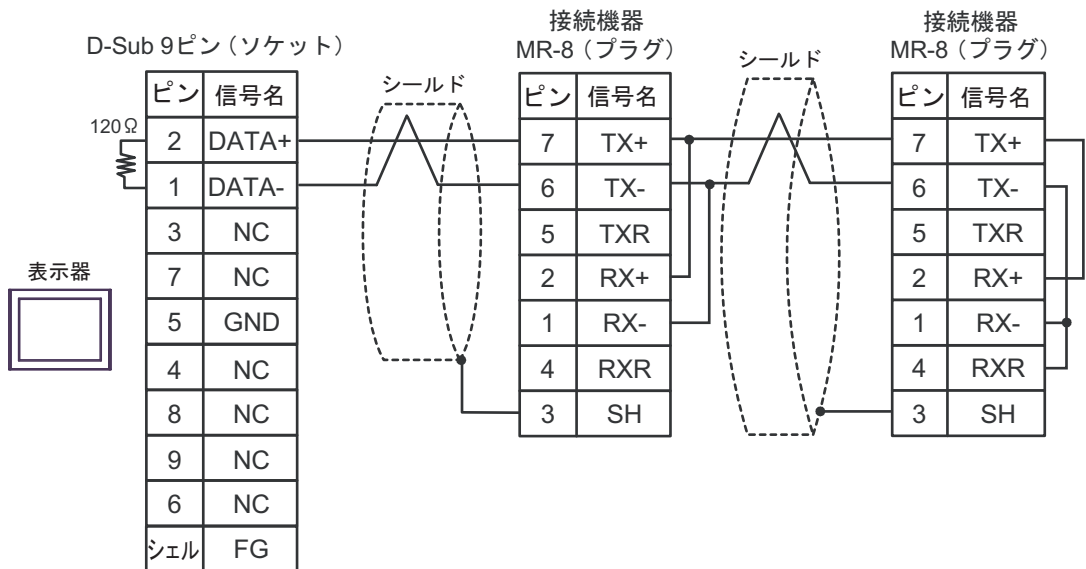 接続機器
MR-8(プラグ)
接続機器
MR-8(プラグ)
D-Sub 9ピン(ソケット)
シールド
シールド
ピン 信号名
2 DATA+
1 DATA-
3 NC
7 NC
5 GND
4 NC
8 NC
9 NC
6 NC
シェル FG
120Ω
表示器
ピン 信号名
7 TX+
6 TX-
5 TXR
2 RX+
1 RX-
4 RXR
3 SH
ピン 信号名
7 TX+
6 TX-
5 TXR
2 RX+
1 RX-
4 RXR
3 SH